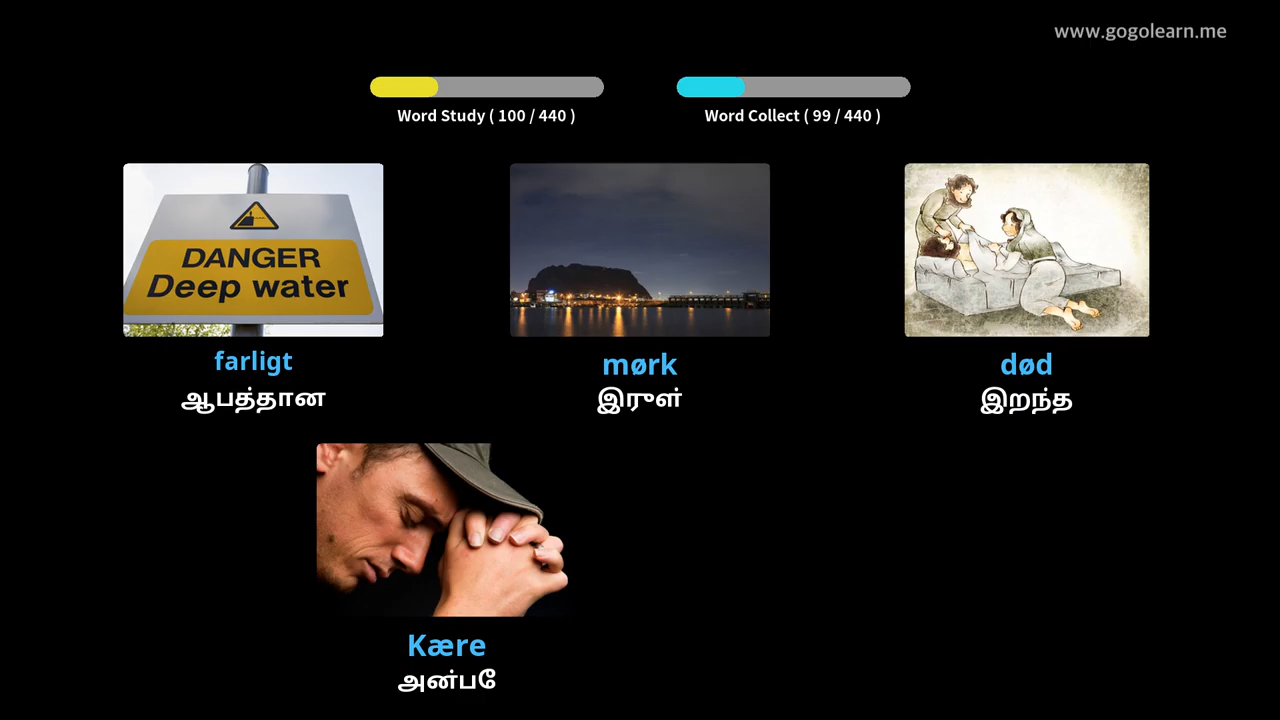 www.gogolearn.me
Word Study ( 100 / 440 )
Word Collect ( 99 / 440 )
DANGER
Deep water
farligt
ஆபத்தான
mørk
இருள்
død
இறந்த
Kære
அன்பே